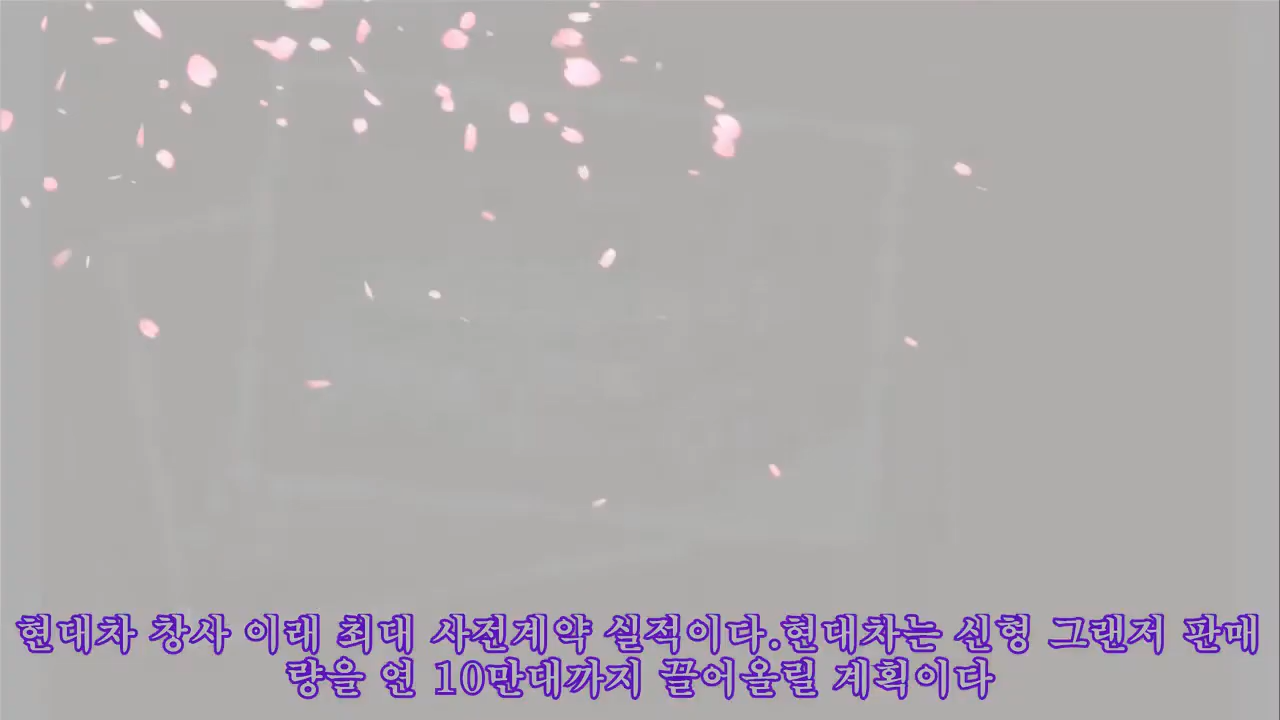 현대차 창사 이래 최대 사전계약 실적이다.현대차는 신형 그랜저 판매
량을 연 10만대까지 끌어올릴 계획이다